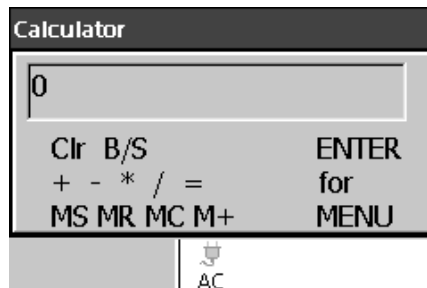 Calculator
0
Clr B/S ENTER
+ - * / = for
MS MR MC M+ MENU
AC